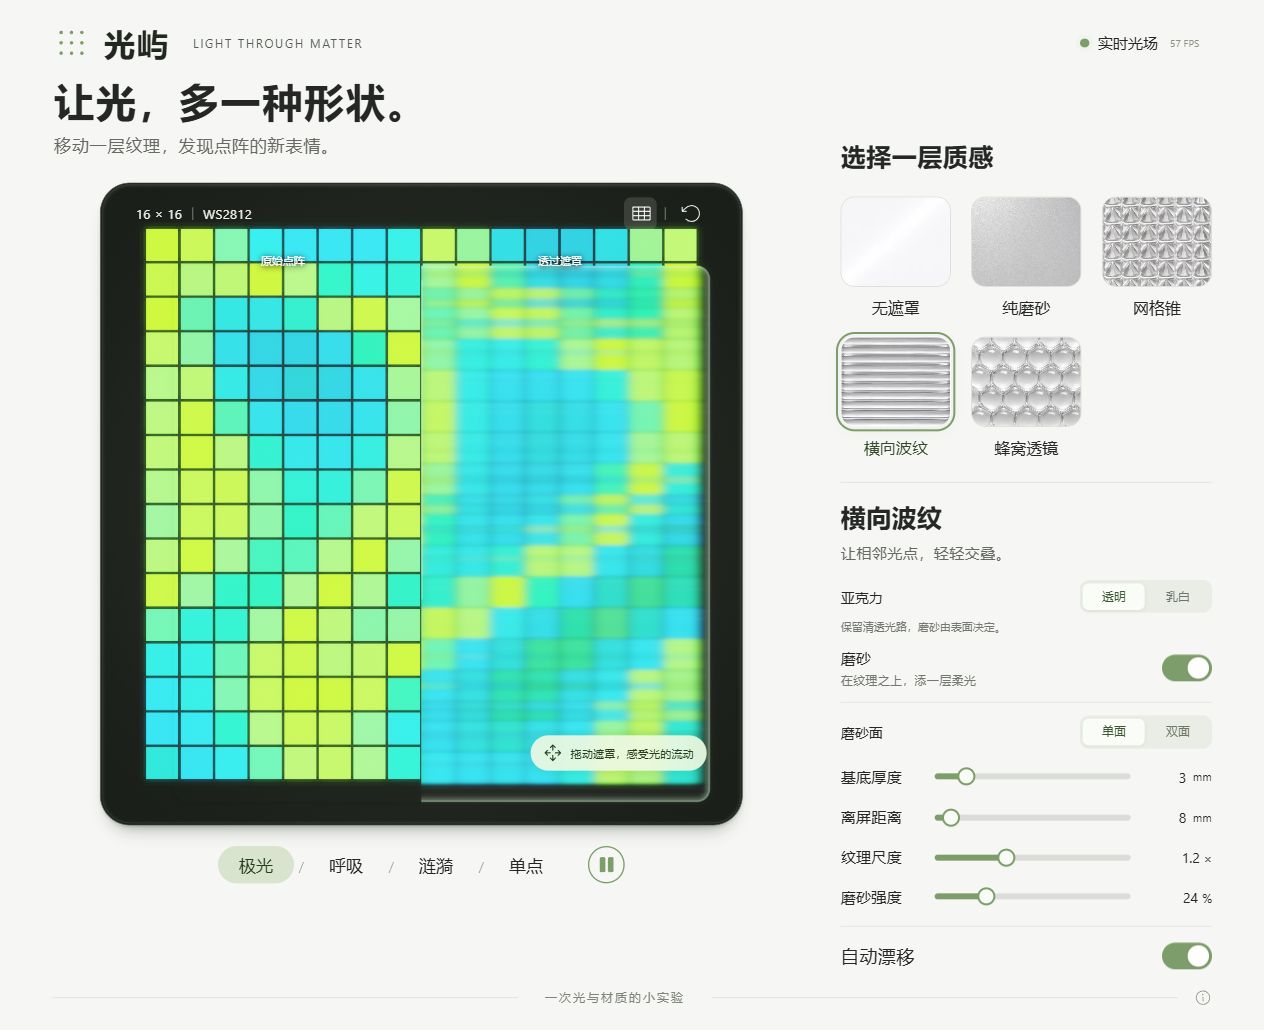 光屿 LIGHT THROUGH MATTER
实时光场 57 FPS
让光，多一种形状。
移动一层纹理，发现点阵的新表情。
16 × 16 | WS2812
原始点阵
透过遮罩
拖动遮罩，感受光的流动
极光 / 呼吸 / 涟漪 / 单点
选择一层质感
无遮罩
纯磨砂
网格锥
横向波纹
蜂窝透镜
横向波纹
让相邻光点，轻轻交叠。
亚克力 透明 乳白
保留清透光路，磨砂由表面决定。
磨砂
在纹理之上，添一层柔光
磨砂面 单面 双面
基底厚度 3 mm
离屏距离 8 mm
纹理尺度 1.2 ×
磨砂强度 24 %
自动漂移
一次光与材质的小实验